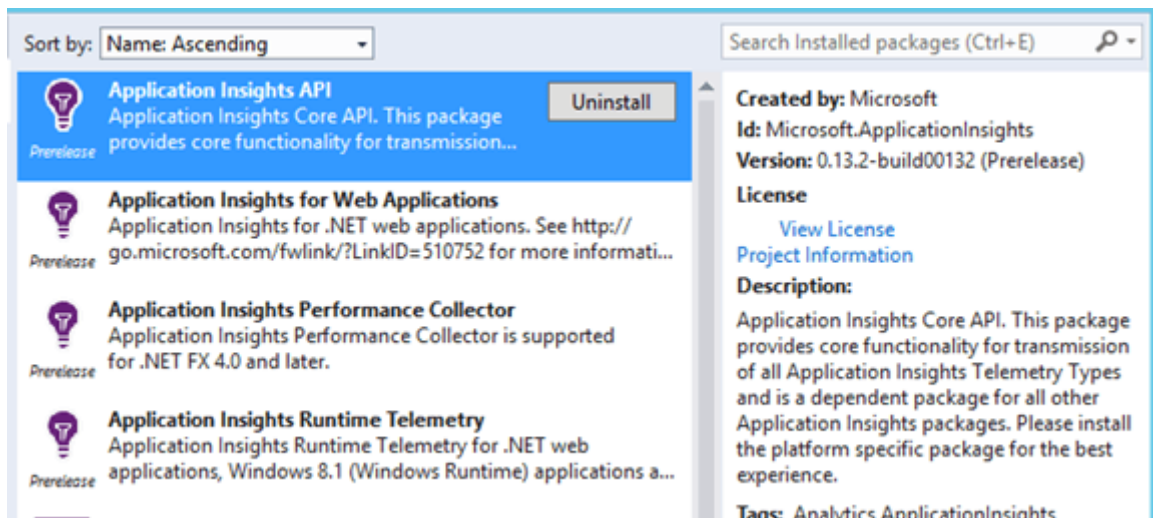 Sort by: Name: Ascending
Search Installed packages (Ctrl+E)
Application Insights API
Uninstall
Application Insights Core API. This package
provides core functionality for transmission...
Prerelease
Application Insights for Web Applications
Application Insights for .NET web applications. See http://
go.microsoft.com/fwlink/?LinkID=510752 for more informati...
Prerelease
Application Insights Performance Collector
Application Insights Performance Collector is supported
for .NET FX 4.0 and later.
Prerelease
Application Insights Runtime Telemetry
Application Insights Runtime Telemetry for .NET web
applications, Windows 8.1 (Windows Runtime) applications a...
Prerelease
Created by: Microsoft
Id: Microsoft.ApplicationInsights
Version: 0.13.2-build00132 (Prerelease)
License
View License
Project Information
Description:
Application Insights Core API. This package
provides core functionality for transmission
of all Application Insights Telemetry Types
and is a dependent package for all other
Application Insights packages. Please install
the platform specific package for the best
experience.
Tags: Analytics ApplicationInsights